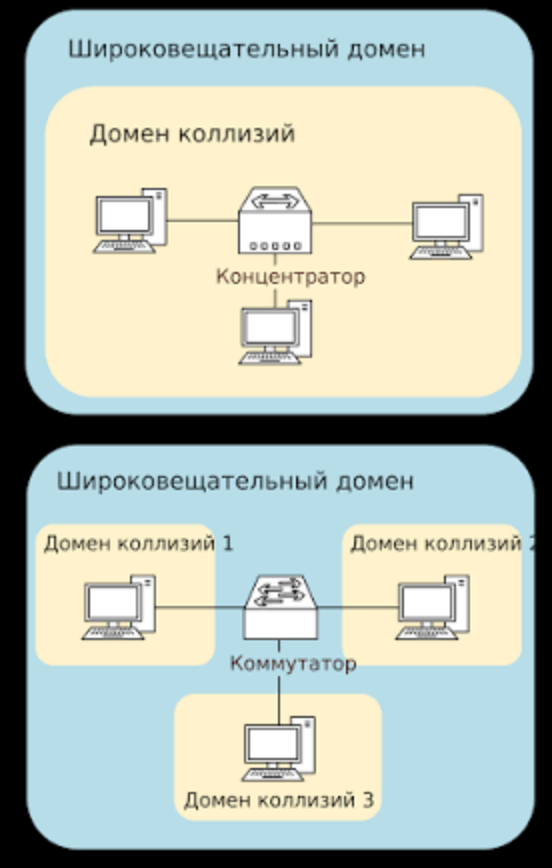 Широковещательный домен
Домен коллизий
Концентратор
Широковещательный домен
Домен коллизий 1
Домен коллизий 2
Коммутатор
Домен коллизий 3